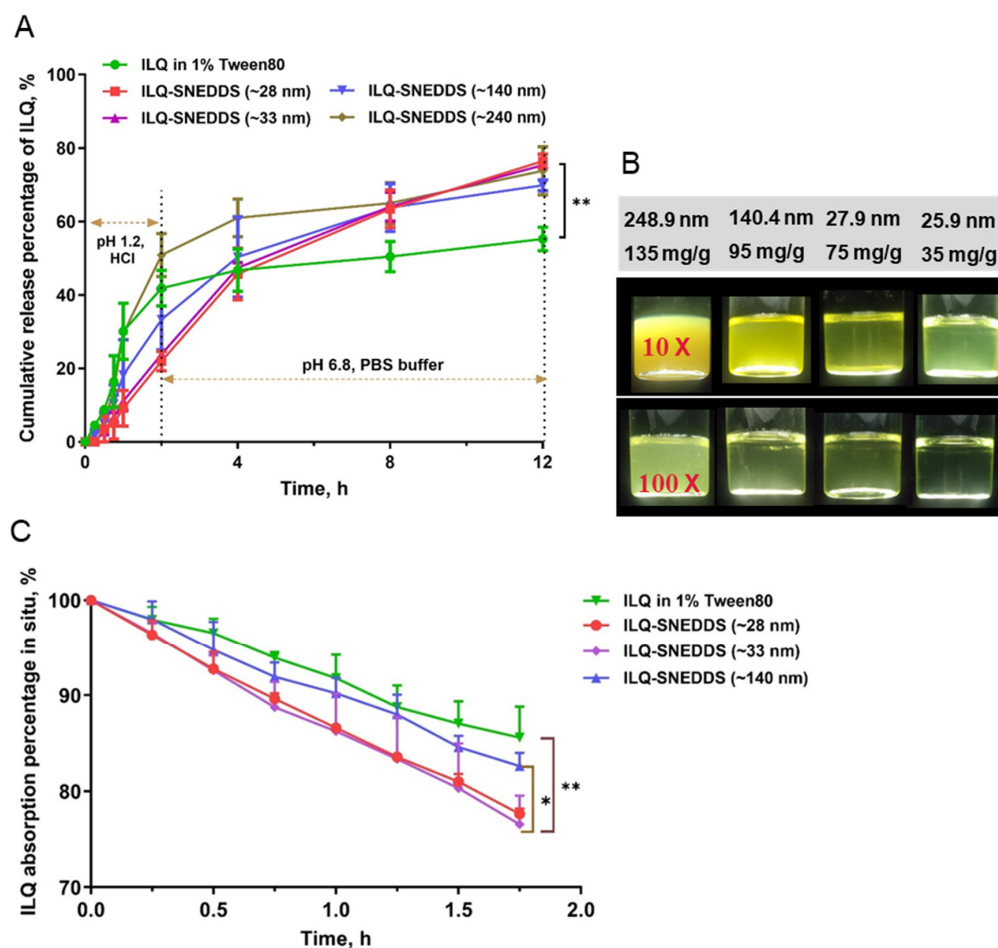 A
ILQ in 1% Tween80
ILQ-SNEDDS (~28 nm)
ILQ-SNEDDS (~33 nm)
ILQ-SNEDDS (~140 nm)
ILQ-SNEDDS (~240 nm)
Cumulative release percentage of ILQ, %
100
80
60
40
20
0
pH 1.2,
HCl
pH 6.8, PBS buffer
**
0 4 8 12
Time, h
B
248.9 nm 140.4 nm 27.9 nm 25.9 nm
135 mg/g 95 mg/g 75 mg/g 35 mg/g
10 X
100 X
C
ILQ absorption percentage in situ, %
100
90
80
70
ILQ in 1% Tween80
ILQ-SNEDDS (~28 nm)
ILQ-SNEDDS (~33 nm)
ILQ-SNEDDS (~140 nm)
* **
0.0 0.5 1.0 1.5 2.0
Time, h